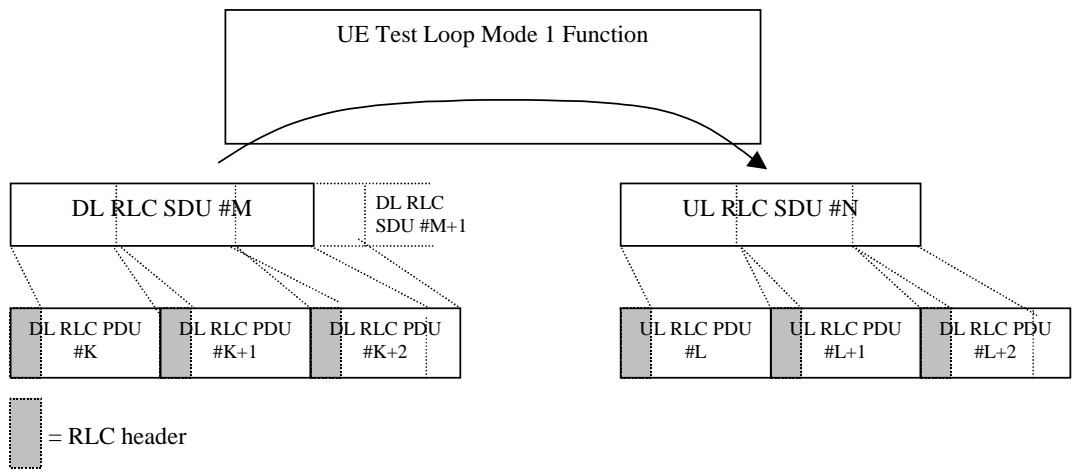 UE Test Loop Mode 1 Function
DL RLC SDU #M
DL RLC
SDU #M+1
UL RLC SDU #N
DL RLC PDU
#K
DL RLC PDU
#K+1
DL RLC PDU
#K+2
UL RLC PDU
#L
UL RLC PDU
#L+1
DL RLC PDU
#L+2
= RLC header